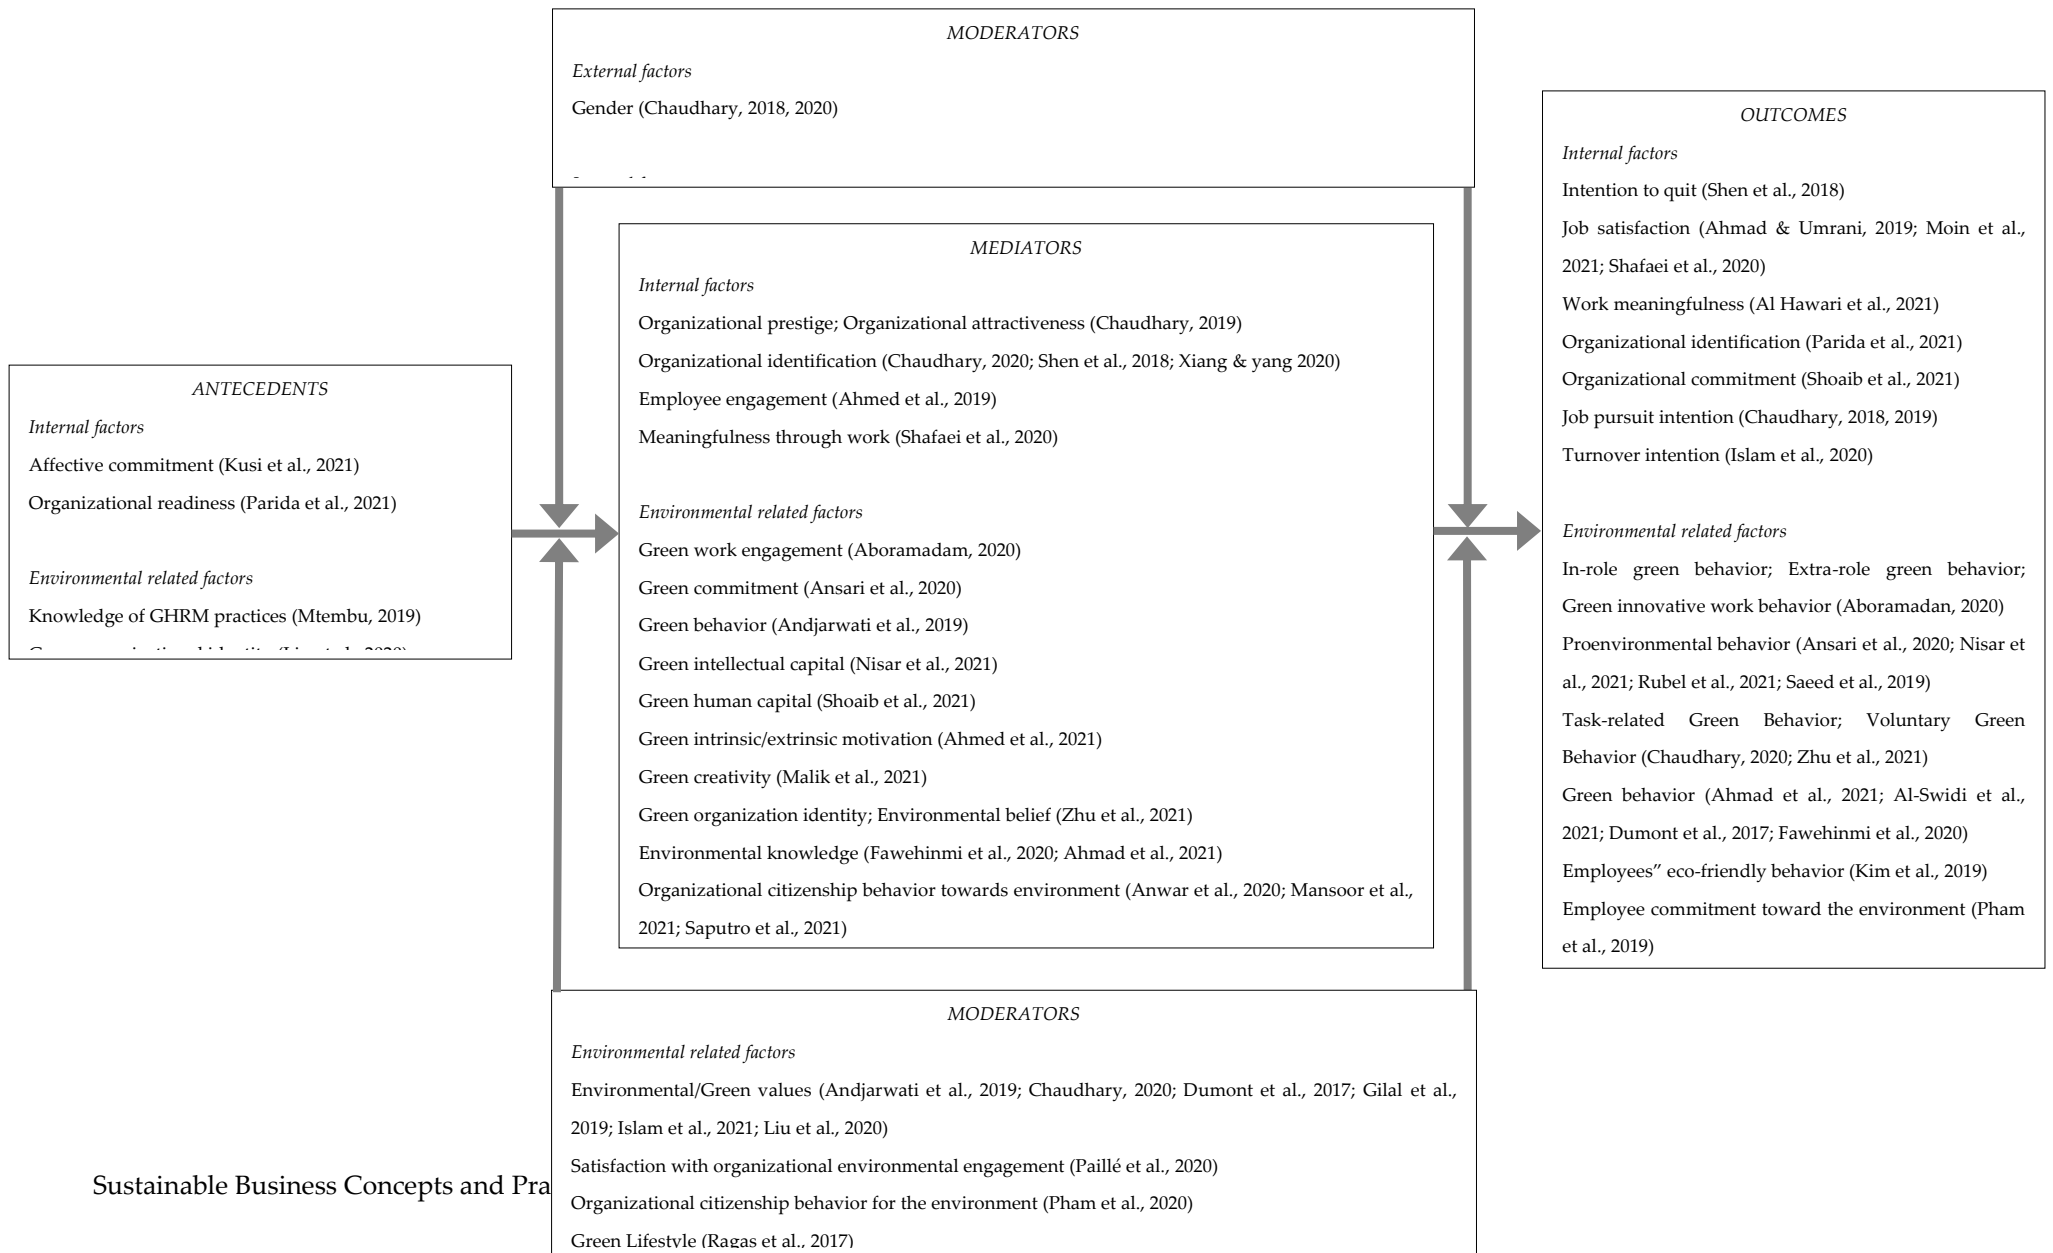 MODERATORS
External factors
Gender (Chaudhary, 2018, 2020)
OUTCOMES
Internal factors
Intention to quit (Shen et al., 2018)
Job satisfaction (Ahmad & Umrani, 2019; Moin et al.,
2021; Shafaei et al., 2020)
Work meaningfulness (Al Hawari et al., 2021)
Organizational identification (Parida et al., 2021)
Organizational commitment (Shoaib et al., 2021)
Job pursuit intention (Chaudhary, 2018, 2019)
Turnover intention (Islam et al., 2020)
Environmental related factors
In-role green behavior; Extra-role green behavior;
Green innovative work behavior (Aboramadan, 2020)
Proenvironmental behavior (Ansari et al., 2020; Nisar et
al., 2021; Rubel et al., 2021; Saeed et al., 2019)
Task-related Green Behavior; Voluntary Green
Behavior (Chaudhary, 2020; Zhu et al., 2021)
Green behavior (Ahmad et al., 2021; Al-Swidi et al.,
2021; Dumont et al., 2017; Fawehinmi et al., 2020)
Employees” eco-friendly behavior (Kim et al., 2019)
Employee commitment toward the environment (Pham
et al., 2019)
MEDIATORS
Internal factors
Organizational prestige; Organizational attractiveness (Chaudhary, 2019)
Organizational identification (Chaudhary, 2020; Shen et al., 2018; Xiang & yang 2020)
Employee engagement (Ahmed et al., 2019)
Meaningfulness through work (Shafaei et al., 2020)
Environmental related factors
Green work engagement (Aboramadam, 2020)
Green commitment (Ansari et al., 2020)
Green behavior (Andjarwati et al., 2019)
Green intellectual capital (Nisar et al., 2021)
Green human capital (Shoaib et al., 2021)
Green intrinsic/extrinsic motivation (Ahmed et al., 2021)
Green creativity (Malik et al., 2021)
Green organization identity; Environmental belief (Zhu et al., 2021)
Environmental knowledge (Fawehinmi et al., 2020; Ahmad et al., 2021)
Organizational citizenship behavior towards environment (Anwar et al., 2020; Mansoor et al.,
2021; Saputro et al., 2021)
ANTECEDENTS
Internal factors
Affective commitment (Kusi et al., 2021)
Organizational readiness (Parida et al., 2021)
Environmental related factors
Knowledge of GHRM practices (Mtembu, 2019)
MODERATORS
Environmental related factors
Environmental/Green values (Andjarwati et al., 2019; Chaudhary, 2020; Dumont et al., 2017; Gilal et al.,
2019; Islam et al., 2021; Liu et al., 2020)
Satisfaction with organizational environmental engagement (Paillé et al., 2020)
Organizational citizenship behavior for the environment (Pham et al., 2020)
Green Lifestyle (Ragas et al., 2017)
Sustainable Business Concepts and Pra